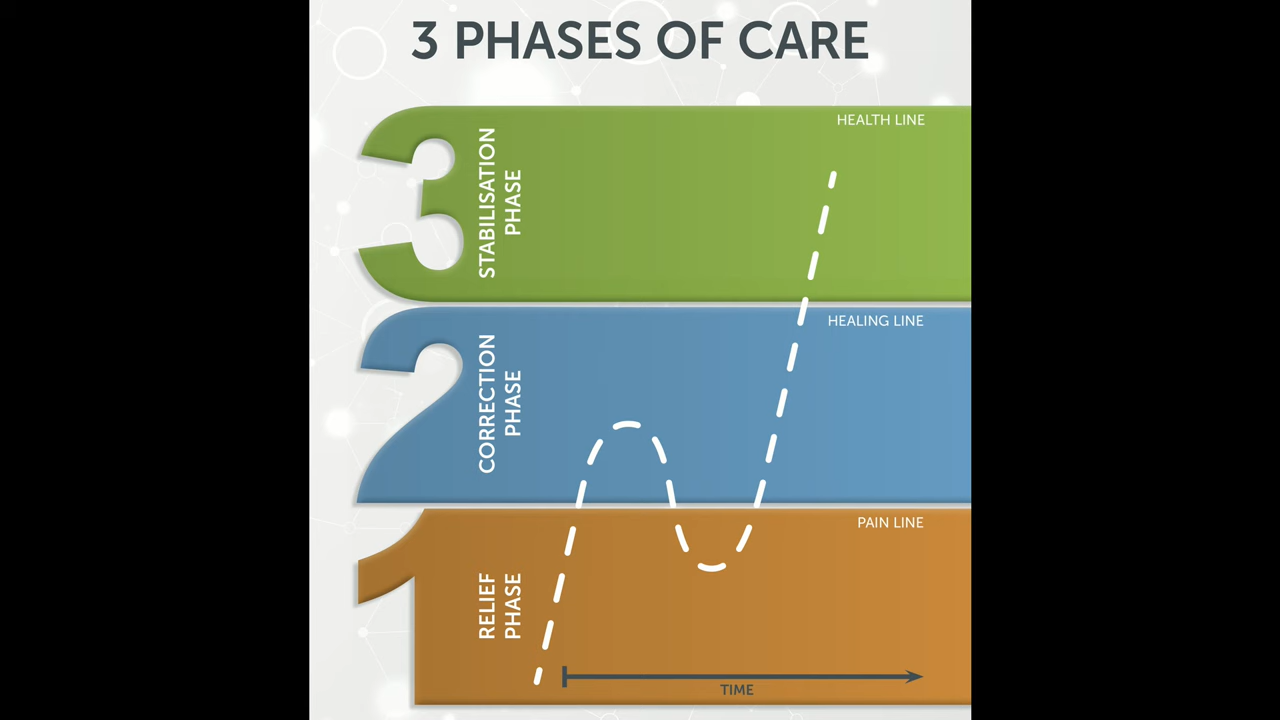 3 PHASES OF CARE
HEALTH LINE
3
STABILISATION
PHASE
HEALING LINE
2
CORRECTION
PHASE
PAIN LINE
1
RELIEF
PHASE
TIME